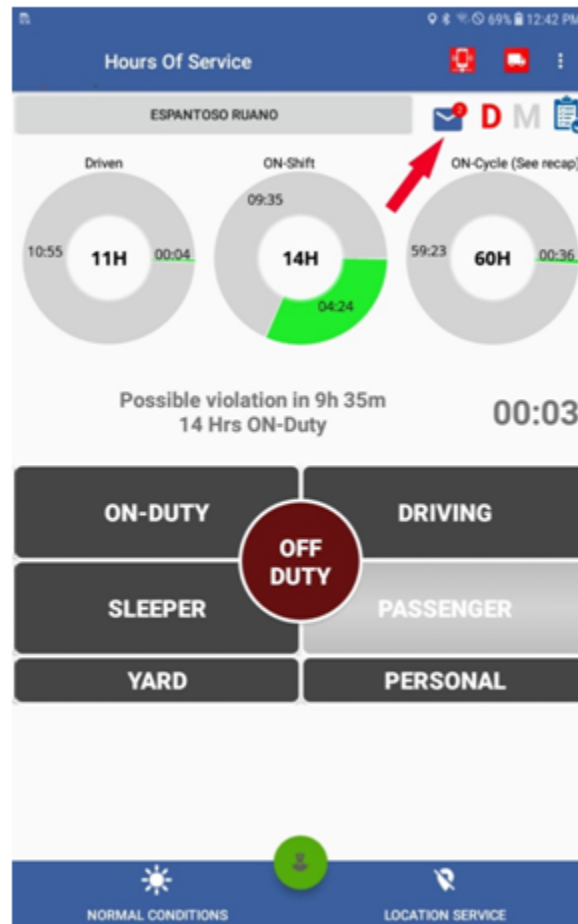 69% 12:42 PM
Hours Of Service
ESPANTOSO RUANO
2
D M
Driven
ON-Shift
ON-Cycle (See recap)
10:55 11H 00:04
09:35
14H
04:24
59:23 60H 00:36
Possible violation in 9h 35m
14 Hrs ON-Duty
00:03
ON-DUTY
DRIVING
OFF
DUTY
SLEEPER
PASSENGER
YARD
PERSONAL
NORMAL CONDITIONS
LOCATION SERVICE